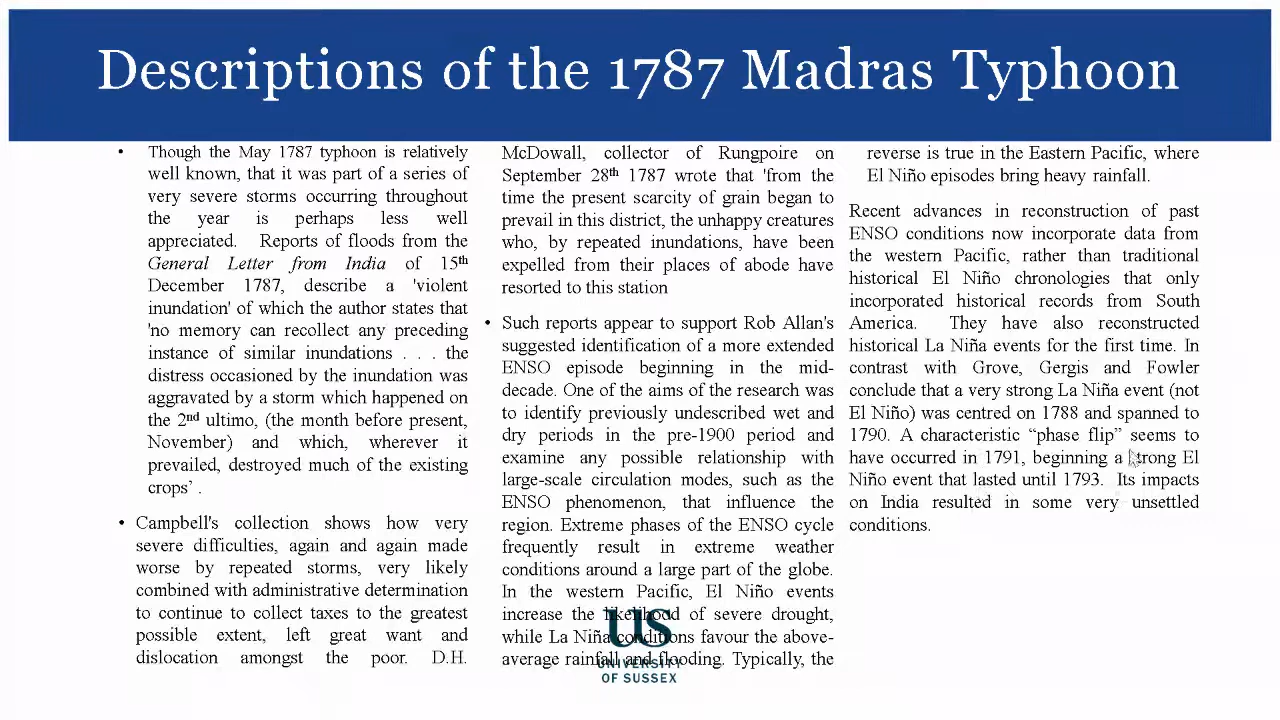 Descriptions of the 1787 Madras Typhoon
• Though the May 1787 typhoon is relatively
well known, that it was part of a series of
very severe storms occurring throughout
the year is perhaps less well
appreciated. Reports of floods from the
General Letter from India of 15th
December 1787, describe a 'violent
inundation' of which the author states that
'no memory can recollect any preceding
instance of similar inundations . . . the
distress occasioned by the inundation was
aggravated by a storm which happened on
the 2nd ultimo, (the month before present,
November) and which, wherever it
prevailed, destroyed much of the existing
crops' .
• Campbell's collection shows how very
severe difficulties, again and again made
worse by repeated storms, very likely
combined with administrative determination
to continue to collect taxes to the greatest
possible extent, left great want and
dislocation amongst the poor. D.H.
McDowall, collector of Rungpoire on
September 28th 1787 wrote that 'from the
time the present scarcity of grain began to
prevail in this district, the unhappy creatures
who, by repeated inundations, have been
expelled from their places of abode have
resorted to this station
• Such reports appear to support Rob Allan's
suggested identification of a more extended
ENSO episode beginning in the mid-
decade. One of the aims of the research was
to identify previously undescribed wet and
dry periods in the pre-1900 period and
examine any possible relationship with
large-scale circulation modes, such as the
ENSO phenomenon, that influence the
region. Extreme phases of the ENSO cycle
frequently result in extreme weather
conditions around a large part of the globe.
In the western Pacific, El Niño events
increase the likelihood of severe drought,
while La Niña conditions favour the above-
average rainfall and flooding. Typically, the
reverse is true in the Eastern Pacific, where
El Niño episodes bring heavy rainfall.
Recent advances in reconstruction of past
ENSO conditions now incorporate data from
the western Pacific, rather than traditional
historical El Niño chronologies that only
incorporated historical records from South
America. They have also reconstructed
historical La Niña events for the first time. In
contrast with Grove, Gergis and Fowler
conclude that a very strong La Niña event (not
El Niño) was centred on 1788 and spanned to
1790. A characteristic “phase flip” seems to
have occurred in 1791, beginning a strong El
Niño event that lasted until 1793. Its impacts
on India resulted in some very unsettled
conditions.
US
UNIVERSITY
OF SUSSEX